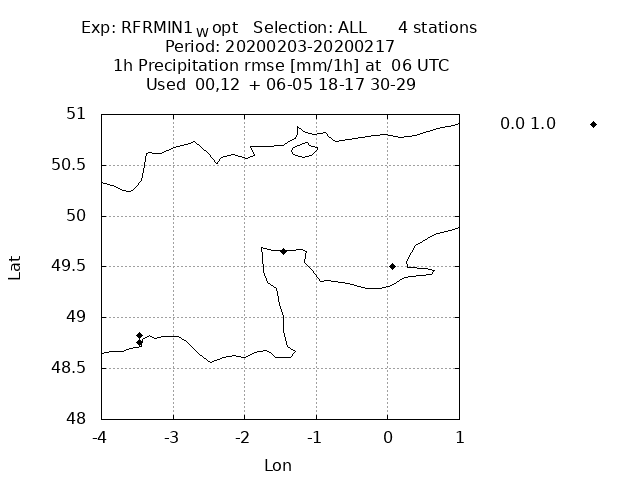 Exp: RFRMIN1_W opt   Selection: ALL      4 stations
Period: 20200203-20200217
1h Precipitation rmse [mm/1h] at  06 UTC
Used  00,12  + 06-05 18-17 30-29
0.0 1.0
51
50.5
50
49.5
49
48.5
48
Lat
-4 -3 -2 -1 0 1
Lon